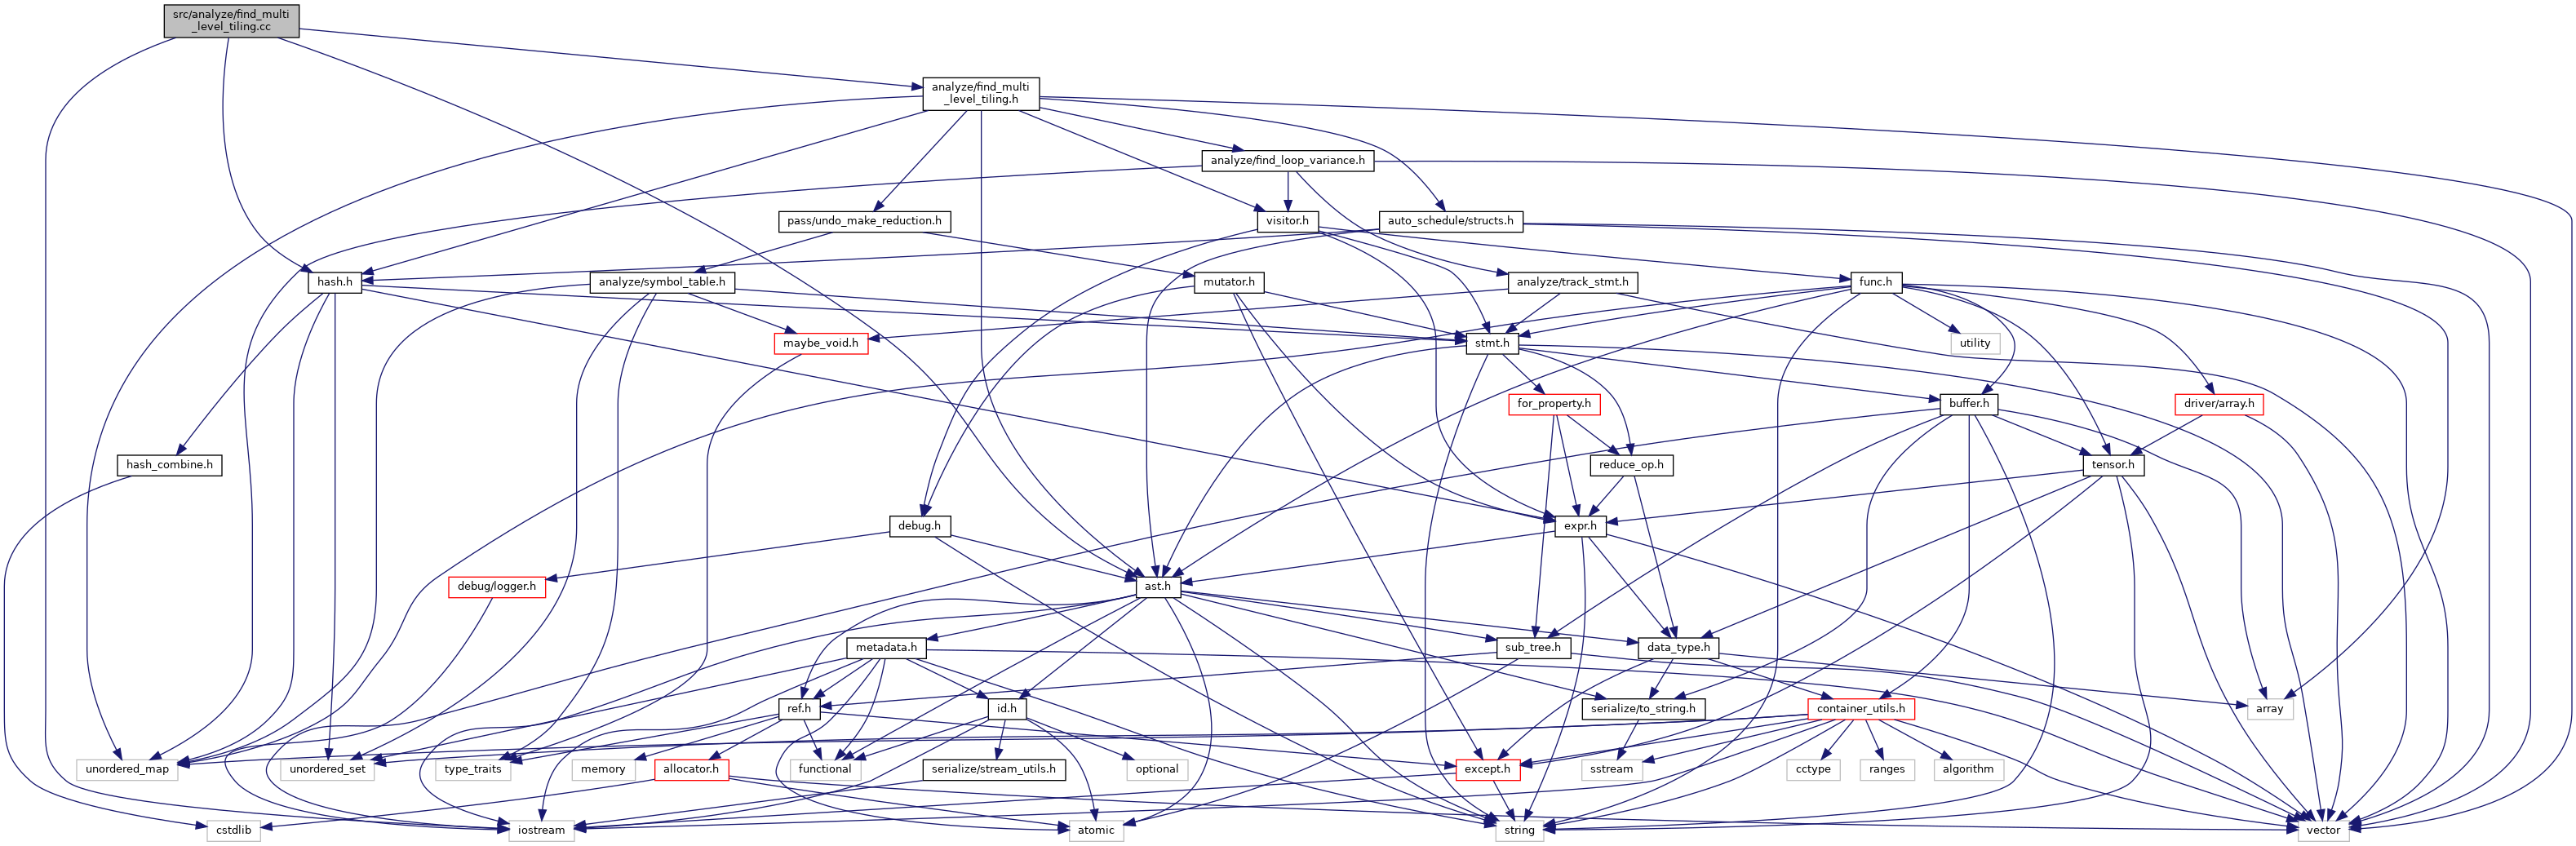 src/analyze/find_multi
_level_tiling.cc
analyze/find_multi
_level_tiling.h
analyze/find_loop_variance.h
pass/undo_make_reduction.h
visitor.h
auto_schedule/structs.h
hash.h
analyze/symbol_table.h
mutator.h
analyze/track_stmt.h
func.h
maybe_void.h
stmt.h
utility
for_property.h
buffer.h
driver/array.h
hash_combine.h
reduce_op.h
tensor.h
debug.h
expr.h
debug/logger.h
ast.h
metadata.h
sub_tree.h
data_type.h
ref.h
id.h
serialize/to_string.h
container_utils.h
array
unordered_map
unordered_set
type_traits
memory
allocator.h
functional
serialize/stream_utils.h
optional
except.h
sstream
cctype
ranges
algorithm
cstdlib
iostream
atomic
string
vector